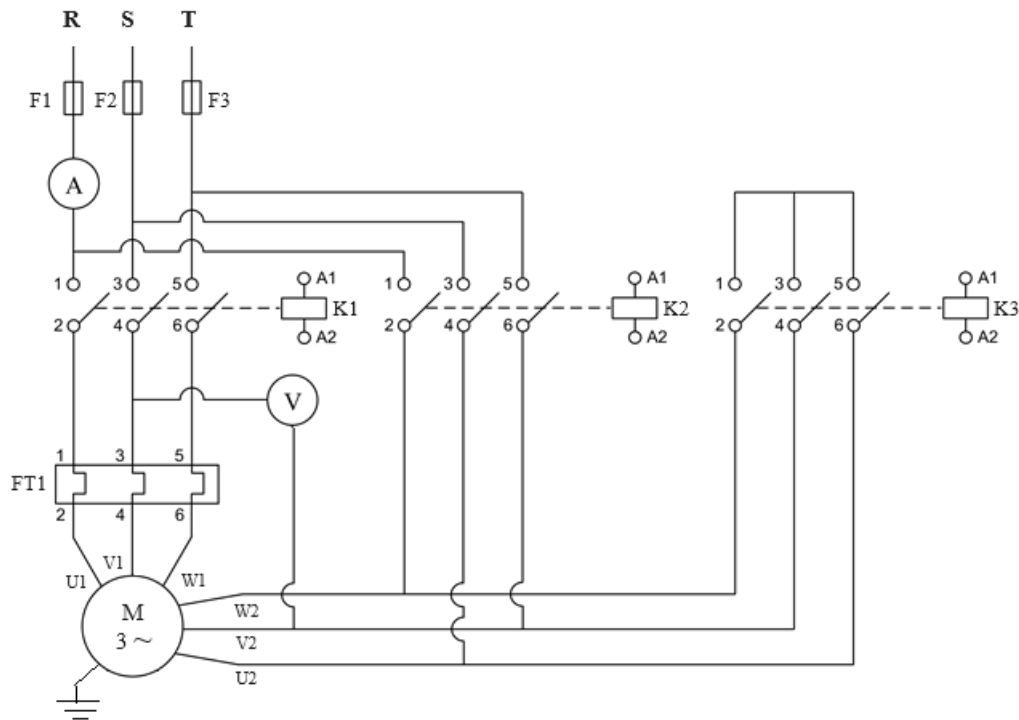 R S T
F1 F2 F3
A
1 3 5 A1 1 3 5 A1 1 3 5 A1
K1 K2 K3
2 4 6 A2 2 4 6 A2 2 4 6 A2
V
1 3 5
FT1
2 4 6
V1
U1 W1
M
3 ~
W2
V2
U2